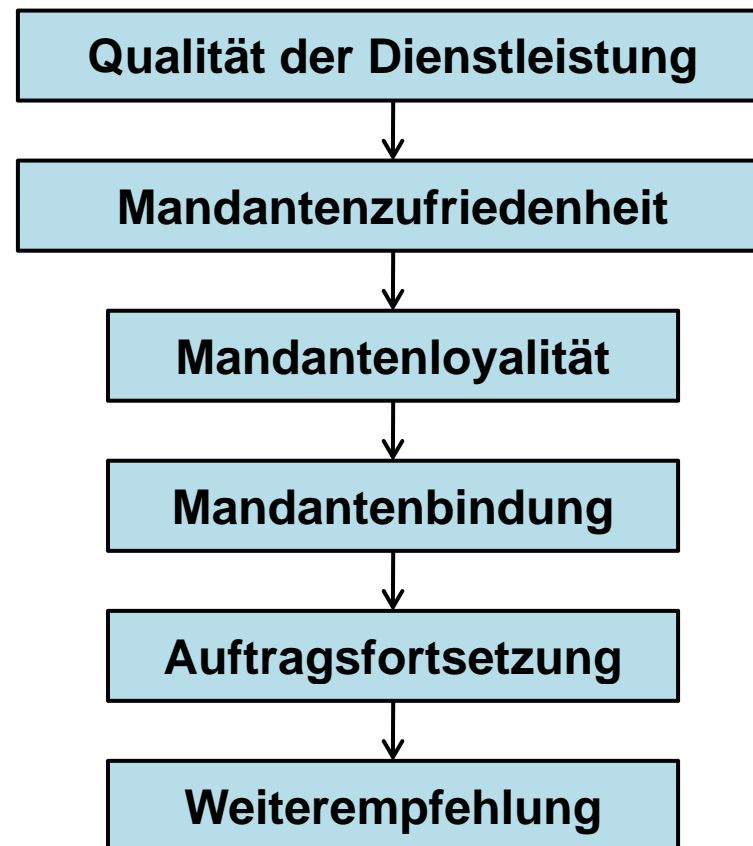 Qualität der Dienstleistung
Mandantenzufriedenheit
Mandantenloyalität
Mandantenbindung
Auftragsfortsetzung
Weiterempfehlung